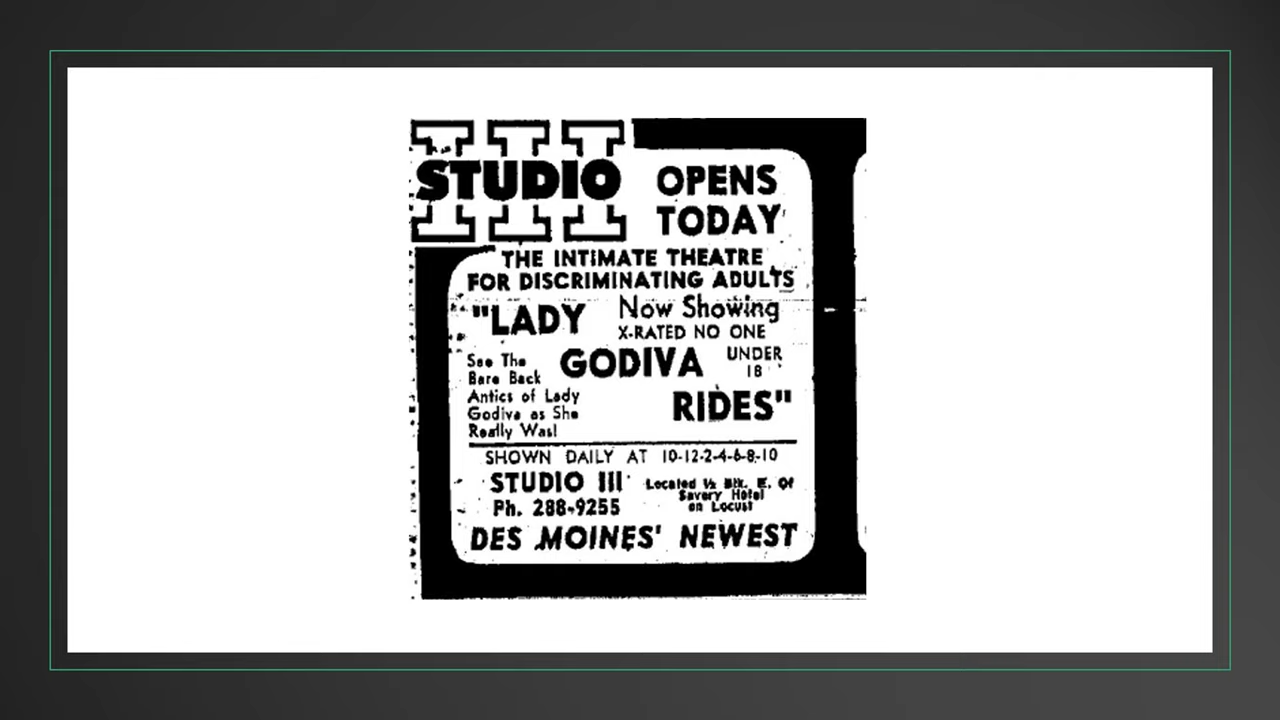 III
STUDIO
OPENS
TODAY
THE INTIMATE THEATRE
FOR DISCRIMINATING ADULTS
"LADY
Now Showing
X-RATED NO ONE
UNDER
18
GODIVA
See The
Bare Back
Antics of Lady
Godiva as She
Really Was!
RIDES"
SHOWN DAILY AT 10-12-2-4-6-8-10
STUDIO III
Ph. 288-9255
Located ½ Blk. E. Of
Savery Hotel
on Locust
DES MOINES' NEWEST